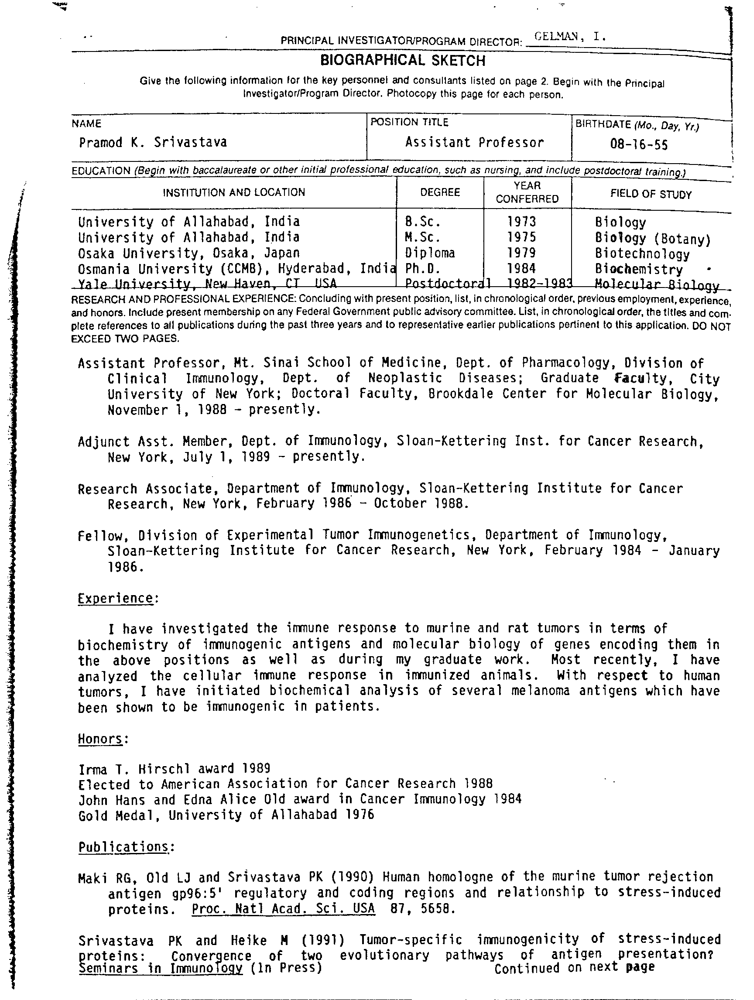 PRINCIPAL INVESTIGATOR/PROGRAM DIRECTOR: GELMAN, I.
BIOGRAPHICAL SKETCH
Give the following information for the key personnel and consultants listed on page 2. Begin with the Principal
Investigator/Program Director. Photocopy this page for each person.
NAME POSITION TITLE BIRTHDATE (Mo., Day, Yr.)
Pramod K. Srivastava Assistant Professor 08-16-55
EDUCATION (Begin with baccalaureate or other initial professional education, such as nursing, and include postdoctoral training.)
INSTITUTION AND LOCATION DEGREE YEAR CONFERRED FIELD OF STUDY
University of Allahabad, India B.Sc. 1973 Biology
University of Allahabad, India M.Sc. 1975 Biology (Botany)
Osaka University, Osaka, Japan Diploma 1979 Biotechnology
Osmania University (CCMB), Hyderabad, India Ph.D. 1984 Biochemistry
Yale University, New Haven, CT USA Postdoctoral 1982-1983 Molecular Biology
RESEARCH AND PROFESSIONAL EXPERIENCE: Concluding with present position, list, in chronological order, previous employment, experience,
and honors. Include present membership on any Federal Government public advisory committee. List, in chronological order, the titles and com-
plete references to all publications during the past three years and to representative earlier publications pertinent to this application. DO NOT
EXCEED TWO PAGES.
Assistant Professor, Mt. Sinai School of Medicine, Dept. of Pharmacology, Division of
Clinical Immunology, Dept. of Neoplastic Diseases; Graduate Faculty, City
University of New York; Doctoral Faculty, Brookdale Center for Molecular Biology,
November 1, 1988 - presently.
Adjunct Asst. Member, Dept. of Immunology, Sloan-Kettering Inst. for Cancer Research,
New York, July 1, 1989 - presently.
Research Associate, Department of Immunology, Sloan-Kettering Institute for Cancer
Research, New York, February 1986 - October 1988.
Fellow, Division of Experimental Tumor Immunogenetics, Department of Immunology,
Sloan-Kettering Institute for Cancer Research, New York, February 1984 - January
1986.
Experience:
I have investigated the immune response to murine and rat tumors in terms of
biochemistry of immunogenic antigens and molecular biology of genes encoding them in
the above positions as well as during my graduate work. Most recently, I have
analyzed the cellular immune response in immunized animals. With respect to human
tumors, I have initiated biochemical analysis of several melanoma antigens which have
been shown to be immunogenic in patients.
Honors:
Irma T. Hirschl award 1989
Elected to American Association for Cancer Research 1988
John Hans and Edna Alice Old award in Cancer Immunology 1984
Gold Medal, University of Allahabad 1976
Publications:
Maki RG, Old LJ and Srivastava PK (1990) Human homologne of the murine tumor rejection
antigen gp96:5' regulatory and coding regions and relationship to stress-induced
proteins. Proc. Natl Acad. Sci. USA 87, 5658.
Srivastava PK and Heike M (1991) Tumor-specific immunogenicity of stress-induced
proteins: Convergence of two evolutionary pathways of antigen presentation?
Seminars in Immunology (In Press) Continued on next page